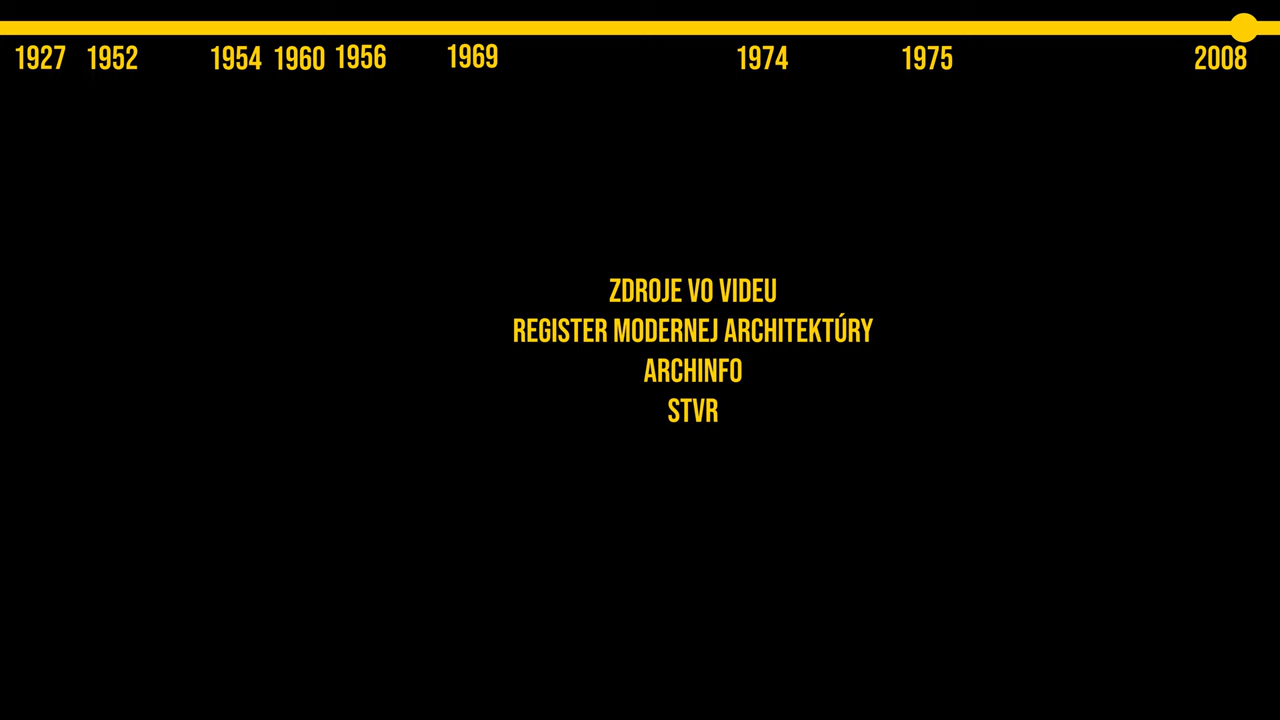 1927 1952 1954 1960 1956 1969 1974 1975 2008
ZDROJE VO VIDEU
REGISTER MODERNEJ ARCHITEKTÚRY
ARCHINFO
STVR